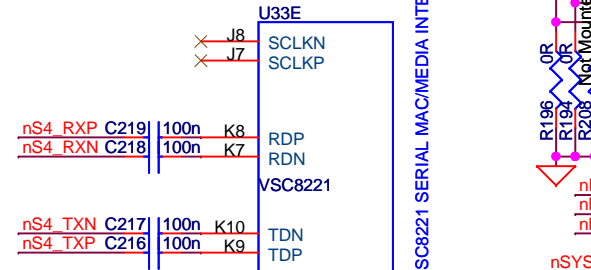 U33E
J8
SCLKN
J7
SCLKP
nS4_RXP C219 100n K8 RDP
nS4_RXN C218 100n K7 RDN
VSC8221
nS4_TXN C217 100n K10 TDN
nS4_TXP C216 100n K9 TDP
SC8221 SERIAL MAC/MEDIA INTE
R196 0R
R194 0R
R208 Not Mounte
nSYS